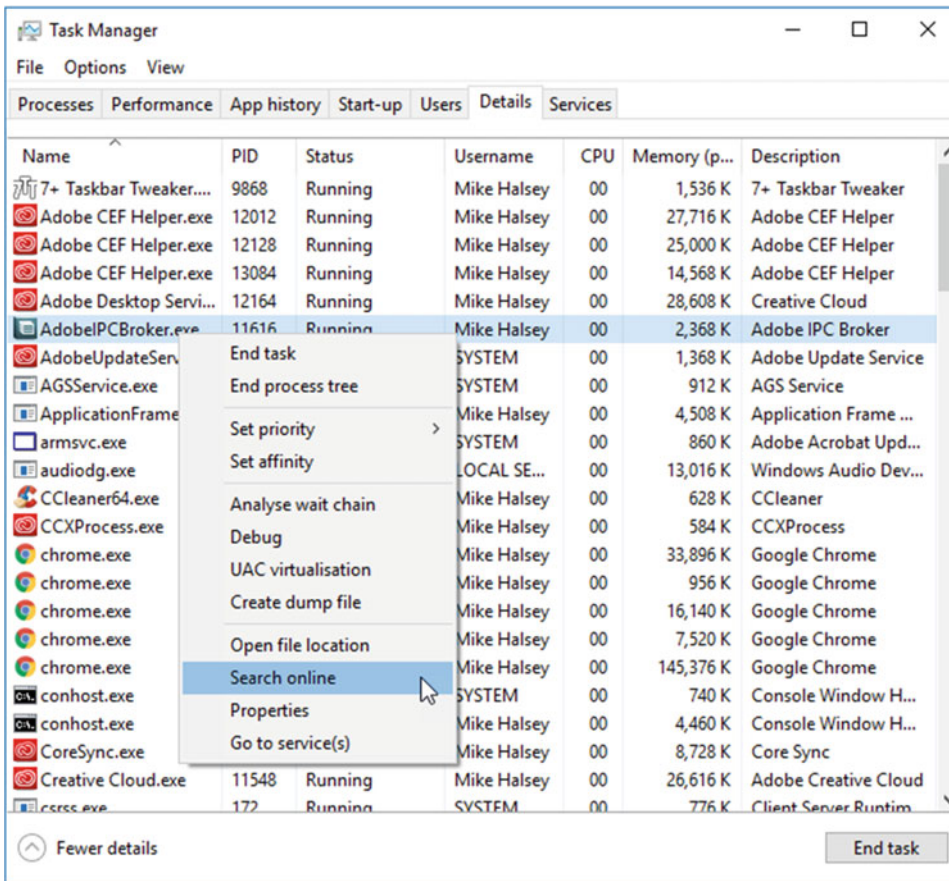 Task Manager
File Options View
Processes Performance App history Start-up Users Details Services
Name PID Status Username CPU Memory (p... Description
7+ Taskbar Tweaker.... 9868 Running Mike Halsey 00 1,536 K 7+ Taskbar Tweaker
Adobe CEF Helper.exe 12012 Running Mike Halsey 00 27,716 K Adobe CEF Helper
Adobe CEF Helper.exe 12128 Running Mike Halsey 00 25,000 K Adobe CEF Helper
Adobe CEF Helper.exe 13084 Running Mike Halsey 00 14,568 K Adobe CEF Helper
Adobe Desktop Servi... 12164 Running Mike Halsey 00 28,608 K Creative Cloud
AdobeIPCBroker.exe 11616 Running Mike Halsey 00 2,368 K Adobe IPC Broker
AdobeUpdateServ SYSTEM 00 1,368 K Adobe Update Service
AGSService.exe SYSTEM 00 912 K AGS Service
ApplicationFrame Mike Halsey 00 4,508 K Application Frame ...
armsvc.exe SYSTEM 00 860 K Adobe Acrobat Upd...
audiodg.exe LOCAL SE... 00 13,016 K Windows Audio Dev...
CCleaner64.exe Mike Halsey 00 628 K CCleaner
CCXProcess.exe Mike Halsey 00 584 K CCXProcess
chrome.exe Mike Halsey 00 33,896 K Google Chrome
chrome.exe Mike Halsey 00 956 K Google Chrome
chrome.exe Mike Halsey 00 16,140 K Google Chrome
chrome.exe Mike Halsey 00 7,520 K Google Chrome
chrome.exe Mike Halsey 00 145,376 K Google Chrome
conhost.exe SYSTEM 00 740 K Console Window H...
conhost.exe Mike Halsey 00 4,460 K Console Window H...
CoreSync.exe Mike Halsey 00 8,728 K Core Sync
Creative Cloud.exe 11548 Running Mike Halsey 00 26,616 K Adobe Creative Cloud
csrss.exe 172 Running SYSTEM 00 776 K Client Server Runtim
End task
End process tree
Set priority
Set affinity
Analyse wait chain
Debug
UAC virtualisation
Create dump file
Open file location
Search online
Properties
Go to service(s)
Fewer details
End task